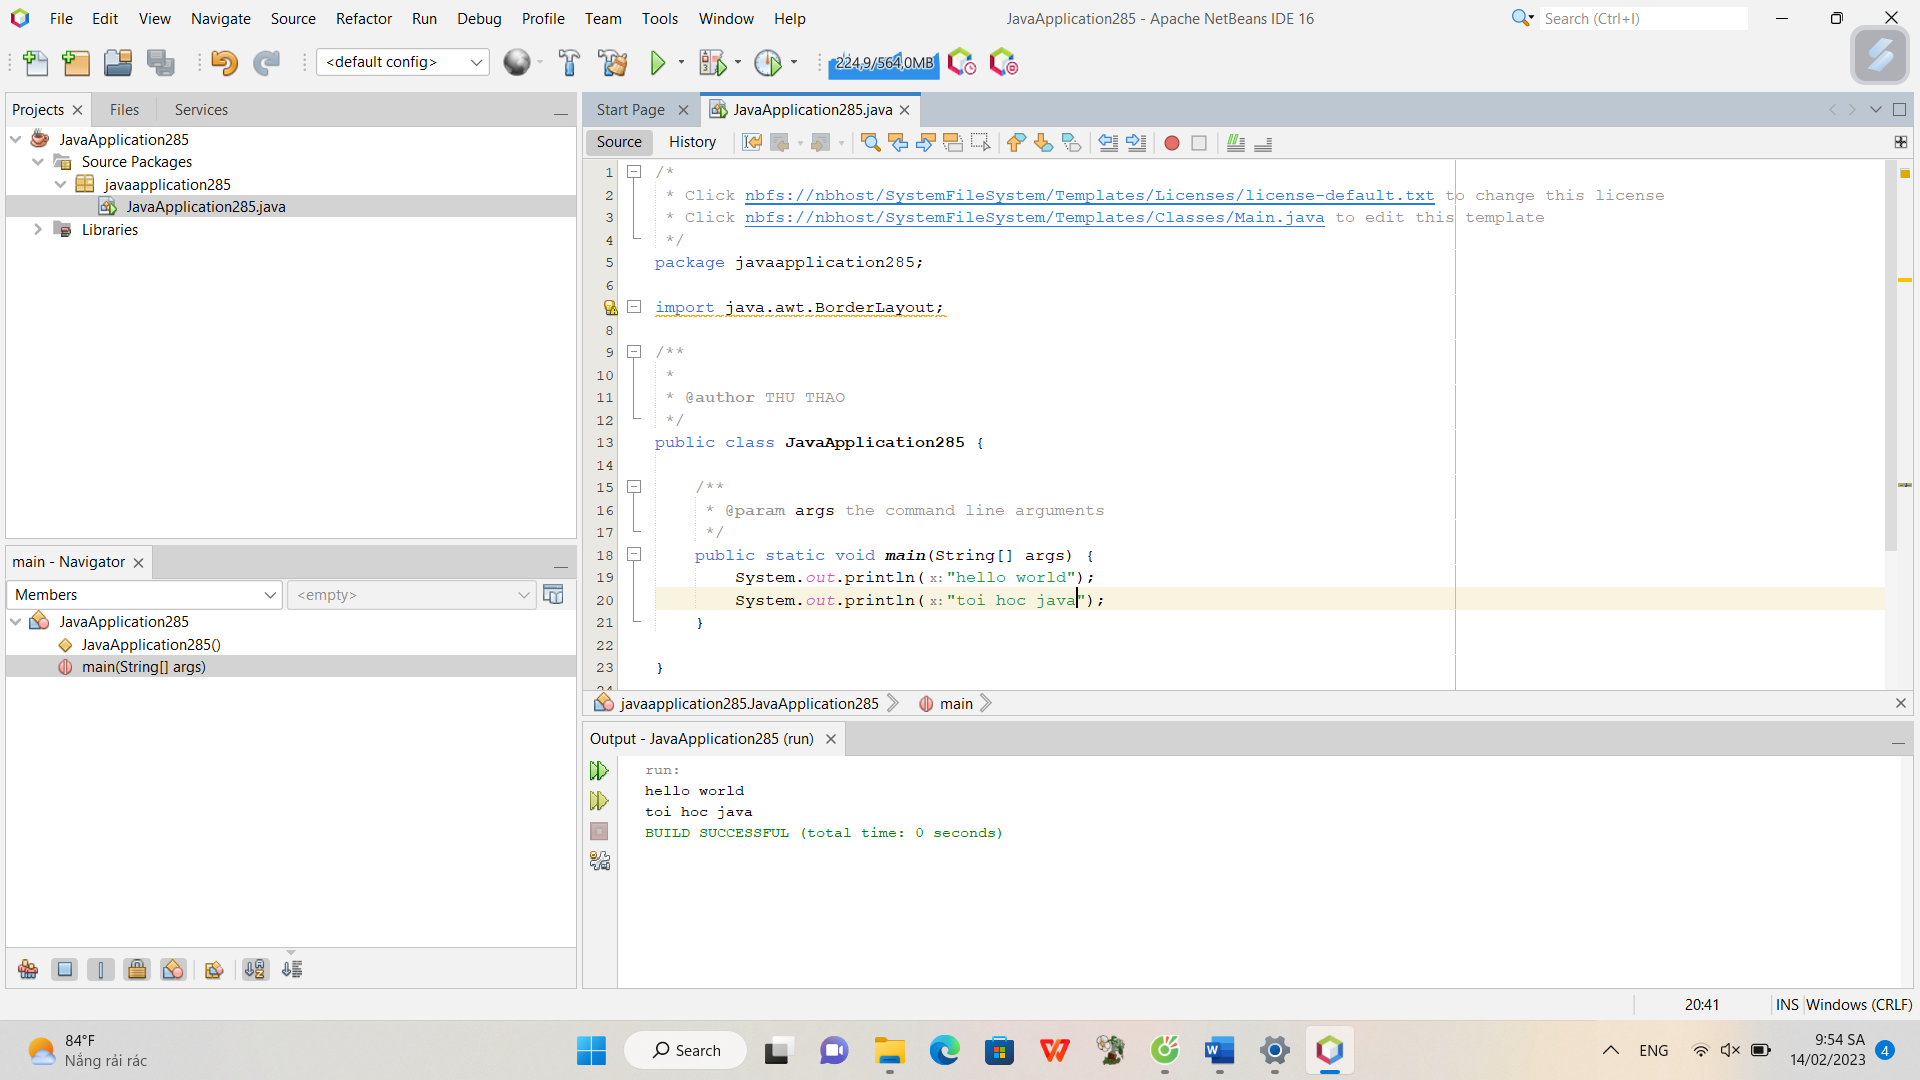 File Edit View Navigate Source Refactor Run Debug Profile Team Tools Window Help
JavaApplication285 - Apache NetBeans IDE 16
Search (Ctrl+I)
<default config>
224,9/564,0MB
Projects Files Services
JavaApplication285
Source Packages
javaapplication285
JavaApplication285.java
Libraries
main - Navigator
Members
<empty>
JavaApplication285
JavaApplication285()
main(String[] args)
Start Page JavaApplication285.java
Source History
1 /*
2 * Click nbfs://nbhost/SystemFileSystem/Templates/Licenses/license-default.txt to change this license
3 * Click nbfs://nbhost/SystemFileSystem/Templates/Classes/Main.java to edit this template
4 */
5 package javaapplication285;
6
import java.awt.BorderLayout;
8
9 /**
10 *
11 * @author THU THAO
12 */
13 public class JavaApplication285 {
14
15 /**
16 * @param args the command line arguments
17 */
18 public static void main(String[] args) {
19 System.out.println( x: "hello world");
20 System.out.println( x: "toi hoc java");
21 }
22
23 }
24
javaapplication285.JavaApplication285 main
Output - JavaApplication285 (run)
run:
hello world
toi hoc java
BUILD SUCCESSFUL (total time: 0 seconds)
20:41 INS Windows (CRLF)
84°F
Nắng rải rác
Search
ENG
9:54 SA
14/02/2023
4